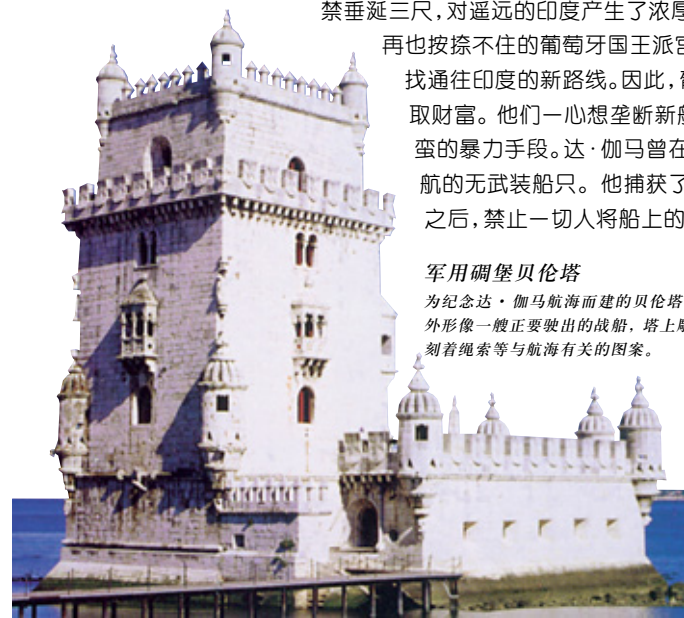 禁垂涎三尺，对遥远的印度产生了浓厚
再也按捺不住的葡萄牙国王派
找通往印度的新路线。因此，
取财富。他们一心想垄断新
蛮的暴力手段。达·伽马曾在
航的无武装船只。他捕获了
之后，禁止一切人将船上的
军用碉堡贝伦塔
为纪念达·伽马航海而建的贝伦塔
外形像一艘正要驶出的战船，塔上
刻着绳索等与航海有关的图案。